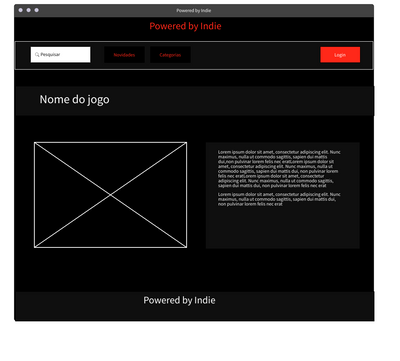 Powered by Indie
Powered by Indie
Pesquisar
Novidades
Categorias
Login
Nome do jogo
Lorem ipsum dolor sit amet, consectetur adipiscing elit. Nunc
maximus, nulla ut commodo sagittis, sapien dui mattis
dui,non pulvinar lorem felis nec eratLorem ipsum dolor sit
amet, consectetur adipiscing elit. Nunc maximus, nulla ut
commodo sagittis, sapien dui mattis dui, non pulvinar lorem
felis nec eratLorem ipsum dolor sit amet, consectetur
adipiscing elit. Nunc maximus, nulla ut commodo sagittis,
sapien dui mattis dui, non pulvinar lorem felis nec erat
Lorem ipsum dolor sit amet, consectetur adipiscing elit. Nunc
maximus, nulla ut commodo sagittis, sapien dui mattis dui,
non pulvinar lorem felis nec erat
Powered by Indie